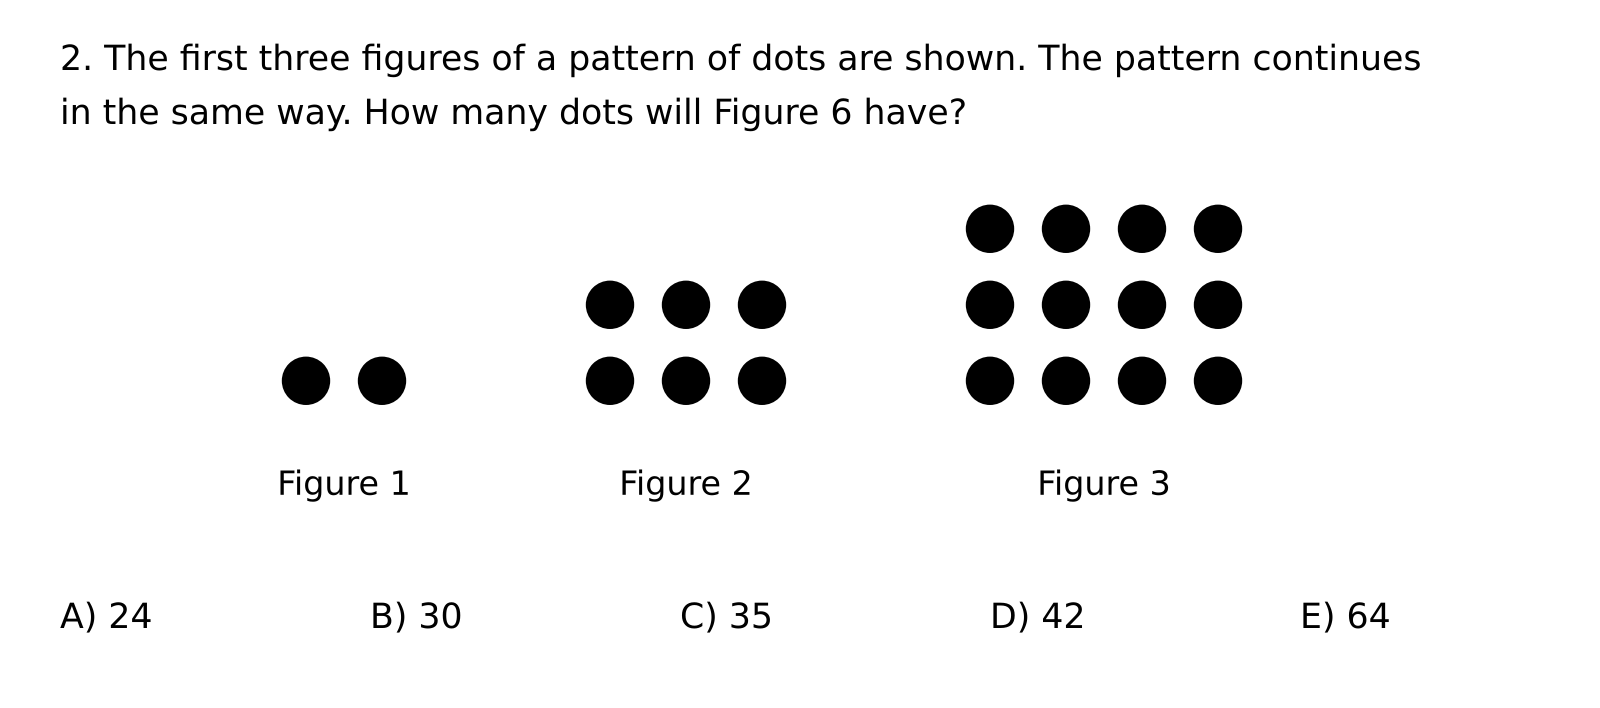 2. The first three figures of a pattern of dots are shown. The pattern continues
in the same way. How many dots will Figure 6 have?
Figure 1 Figure 2 Figure 3
A) 24 B) 30 C) 35 D) 42 E) 64